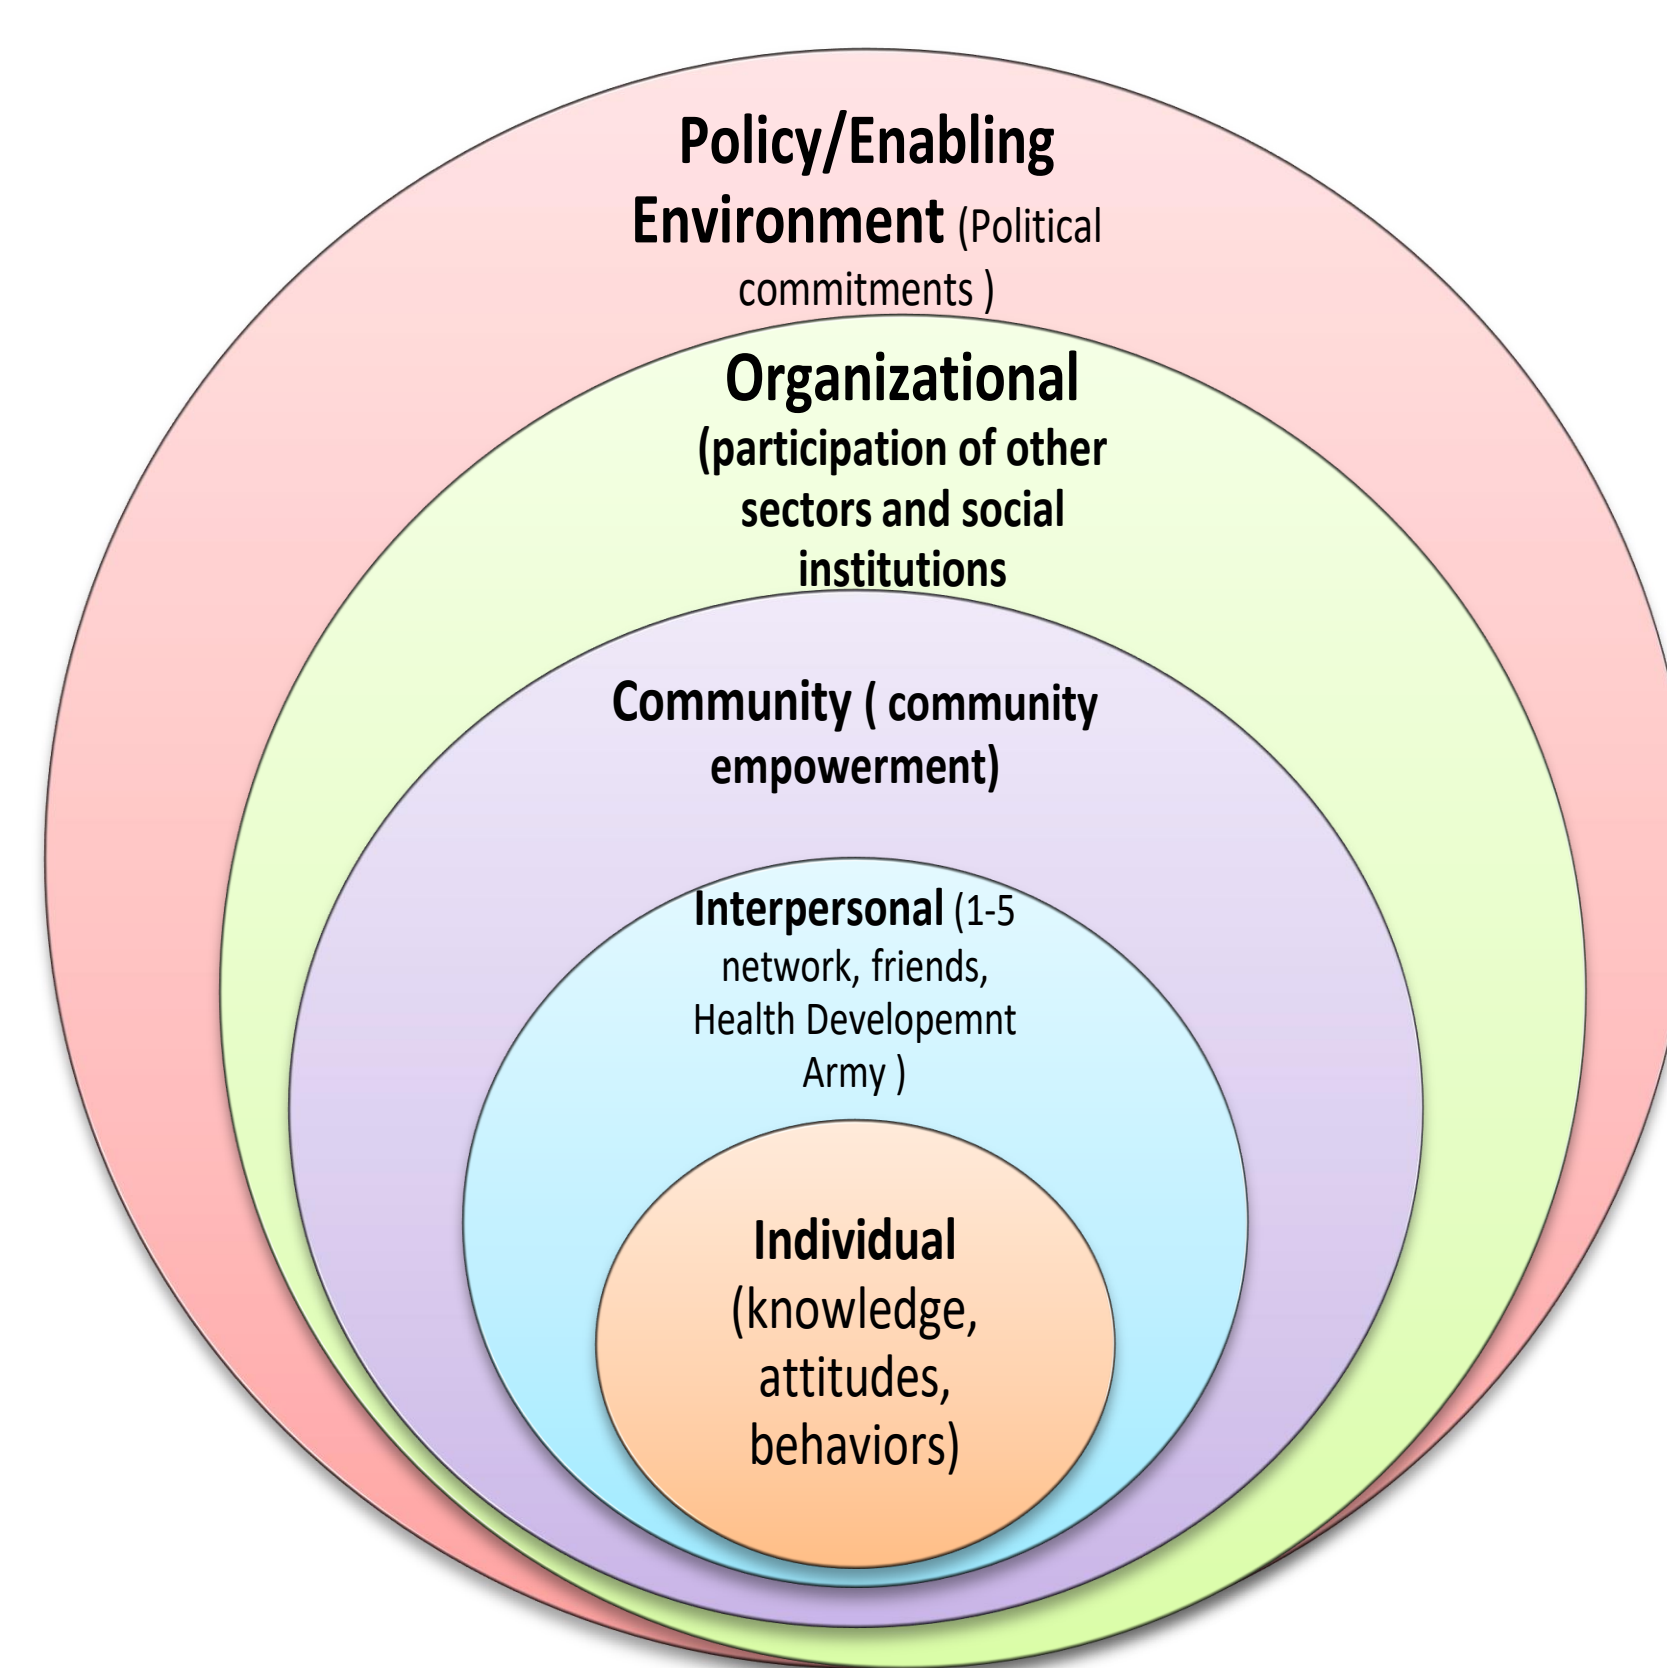 Policy/Enabling
Environment (Political
commitments )
Organizational
(participation of other
sectors and social
institutions
Community ( community
empowerment)
Interpersonal (1-5
network, friends,
Health Developemnt
Army )
Individual
(knowledge,
attitudes,
behaviors)